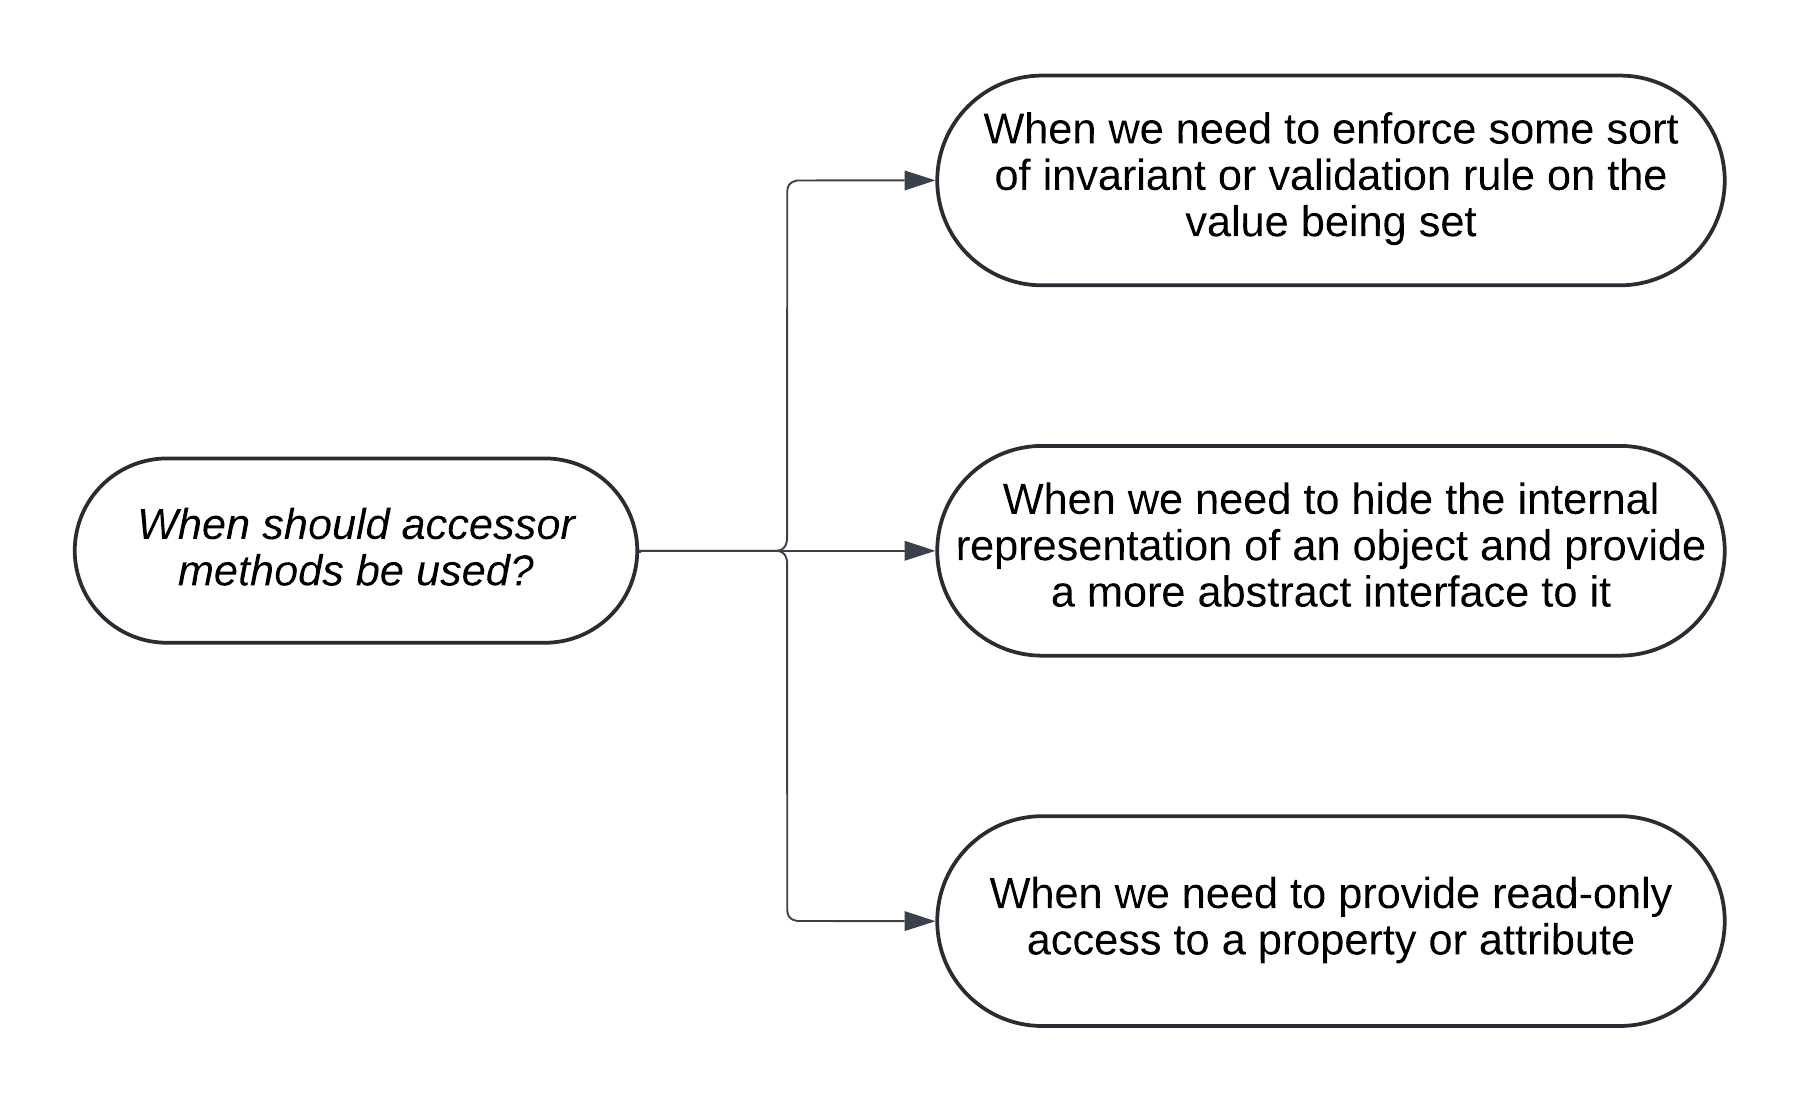 When should accessor
methods be used?
When we need to enforce some sort
of invariant or validation rule on the
value being set
When we need to hide the internal
representation of an object and provide
a more abstract interface to it
When we need to provide read-only
access to a property or attribute